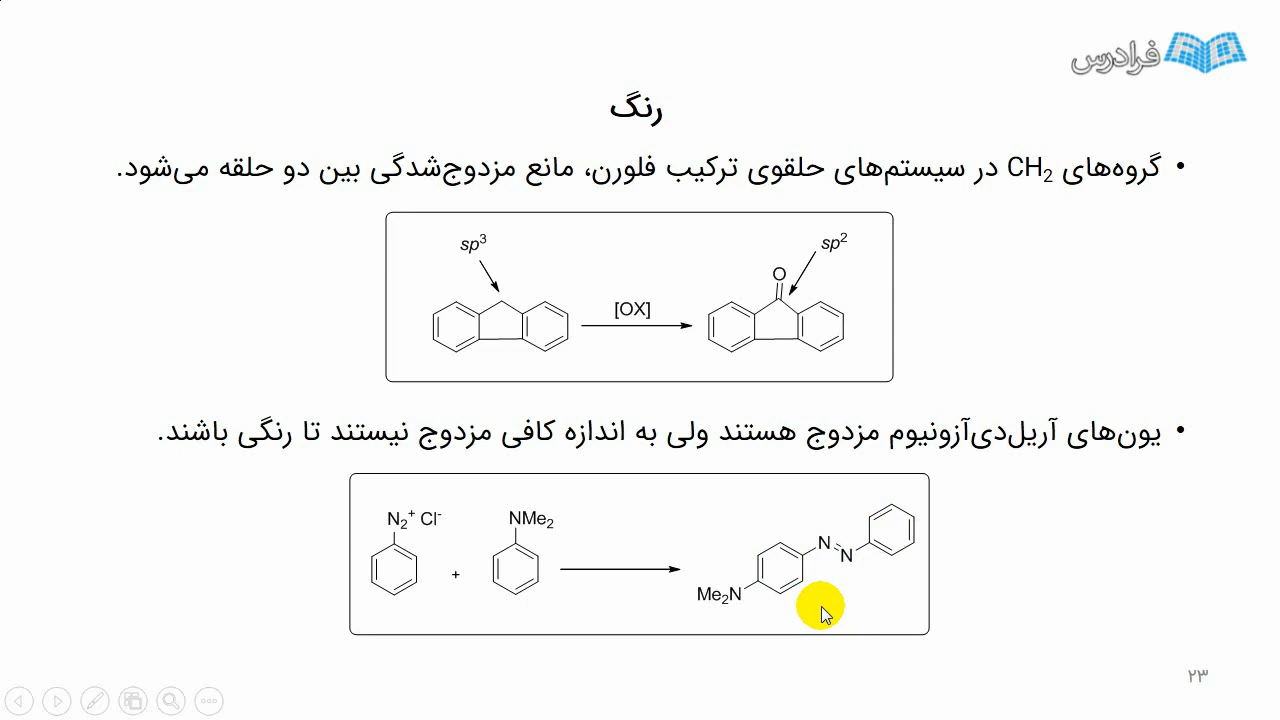 فرادرس
رنگ
• گروه‌های CH₂ در سیستم‌های حلقوی ترکیب فلورن، مانع مزدوج‌شدگی بین دو حلقه می‌شود.
sp³
sp²
O
[OX]
• یون‌های آریل‌دی‌آزونیوم مزدوج هستند ولی به اندازه کافی مزدوج نیستند تا رنگی باشند.
N₂⁺ Cl⁻
NMe₂
+
N
N
Me₂N
۲۳